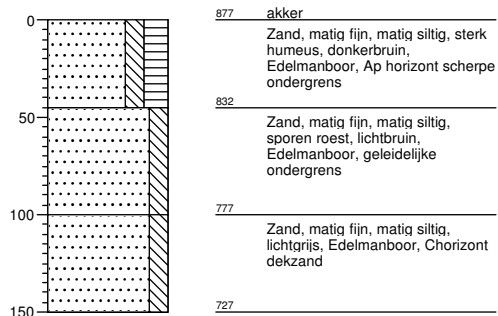 0
877 akker
Zand, matig fijn, matig siltig, sterk
humeus, donkerbruin,
Edelmanboor, Ap horizont scherpe
ondergrens
832
50
Zand, matig fijn, matig siltig,
sporen roest, lichtbruin,
Edelmanboor, geleidelijke
ondergrens
777
100
Zand, matig fijn, matig siltig,
lichtgrijs, Edelmanboor, Chorizont
dekzand
727
150